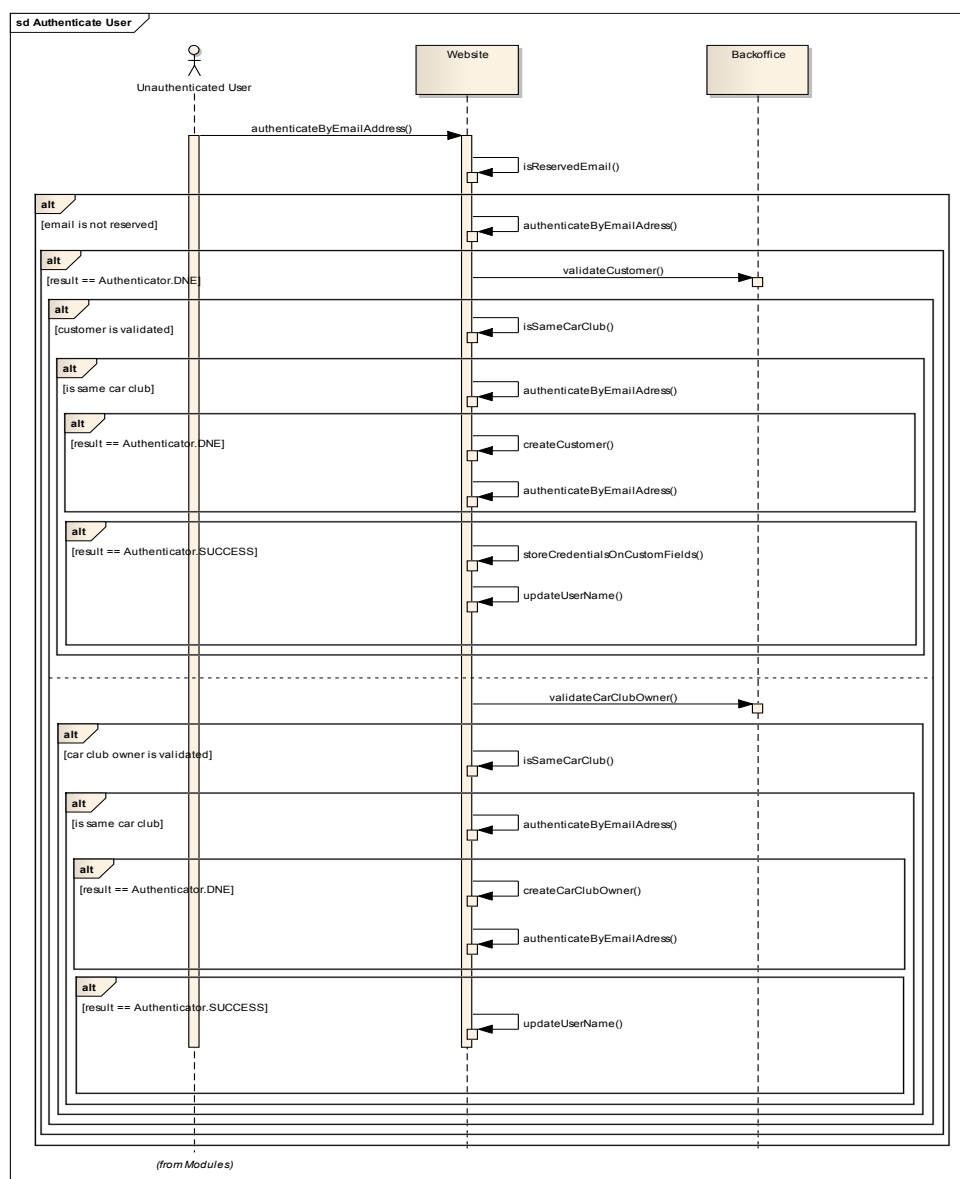 sd Authenticate User
Unauthenticated User
Website
Backoffice
authenticateByEmailAddress()
isReservedEmail()
alt
[email is not reserved]
authenticateByEmailAdress()
alt
[result == Authenticator.DNE]
validateCustomer()
alt
[customer is validated]
isSameCarClub()
alt
[is same car club]
authenticateByEmailAdress()
alt
[result == Authenticator.DNE]
createCustomer()
authenticateByEmailAdress()
alt
[result == Authenticator.SUCCESS]
storeCredentialsOnCustomFields()
updateUserName()
validateCarClubOwner()
alt
[car club owner is validated]
isSameCarClub()
alt
[is same car club]
authenticateByEmailAdress()
alt
[result == Authenticator.DNE]
createCarClubOwner()
authenticateByEmailAdress()
alt
[result == Authenticator.SUCCESS]
updateUserName()
(from Modules)